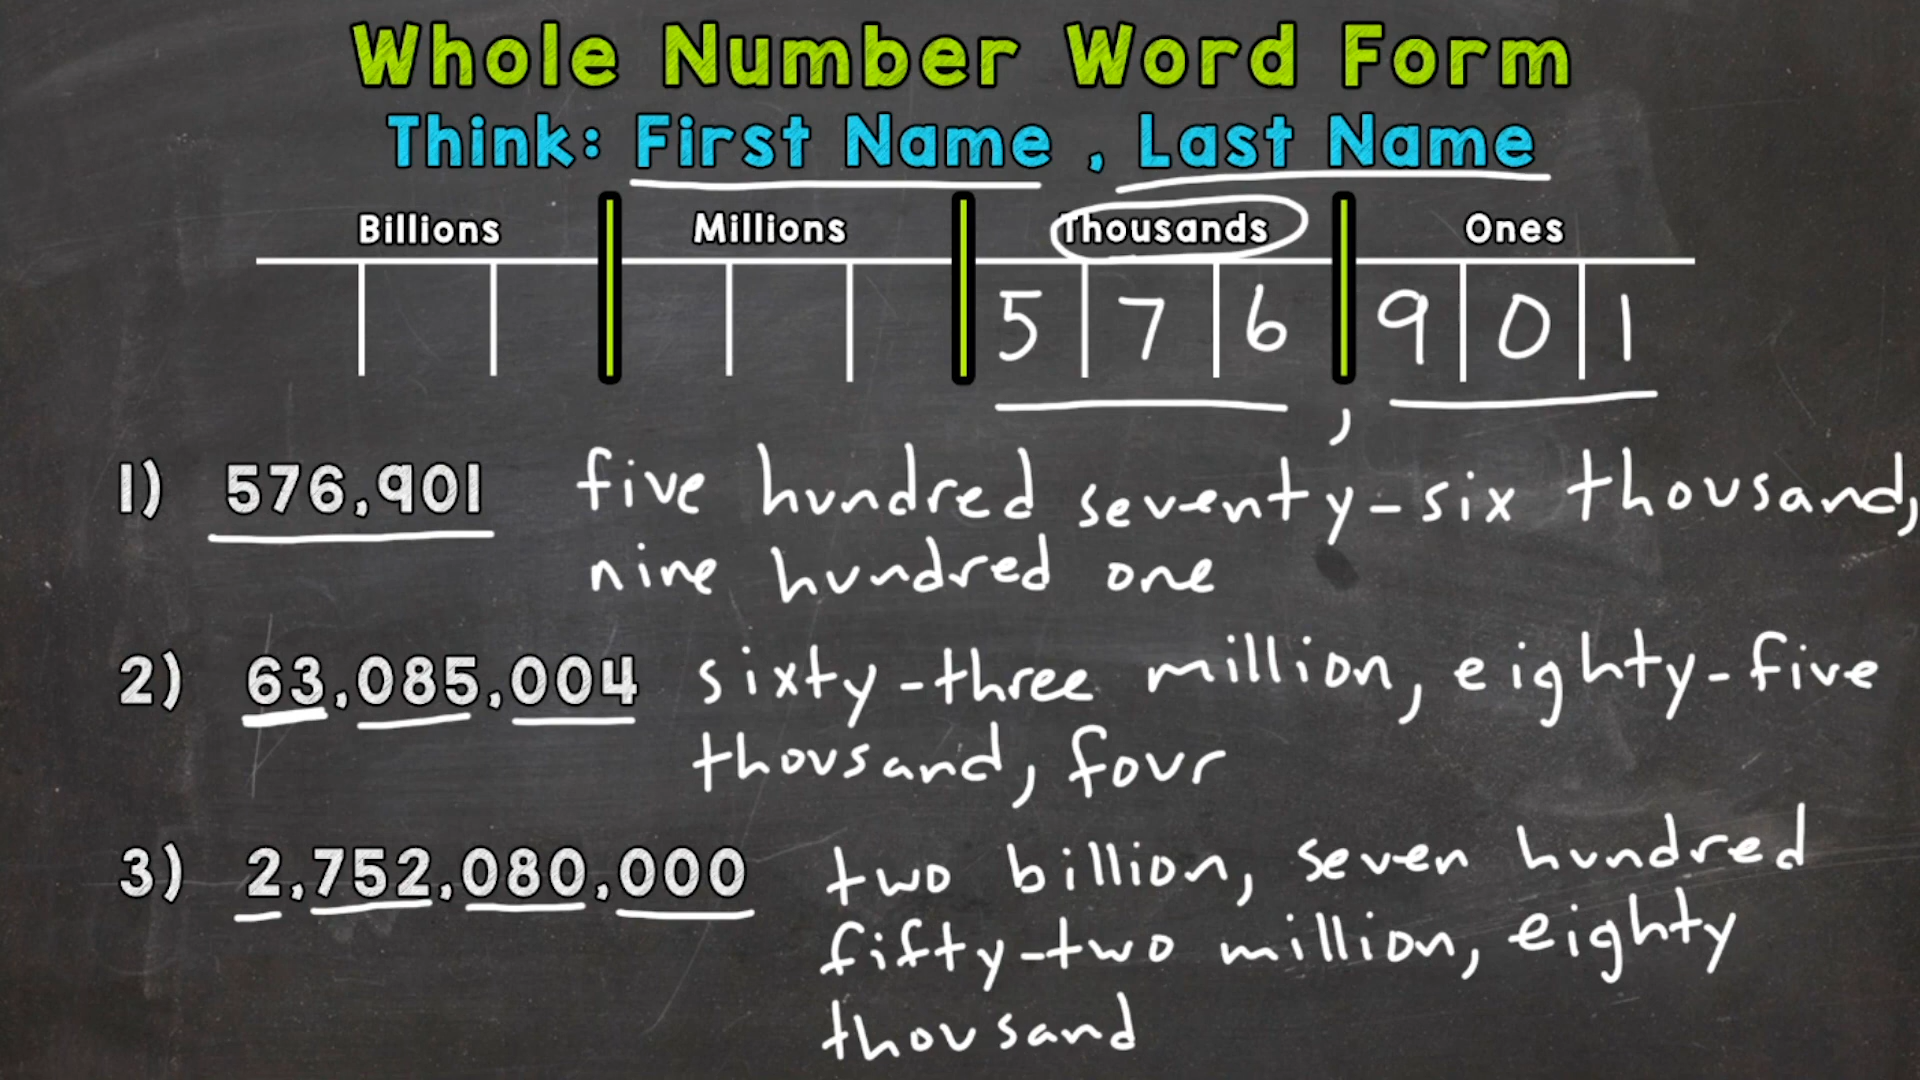 Whole Number Word Form
Think: First Name , Last Name
Billions Millions Thousands Ones
5 7 6 , 9 0 1
1) 576,901 five hundred seventy-six thousand,
nine hundred one
2) 63,085,004 sixty-three million, eighty-five
thousand, four
3) 2,752,080,000 two billion, seven hundred
fifty-two million, eighty
thousand